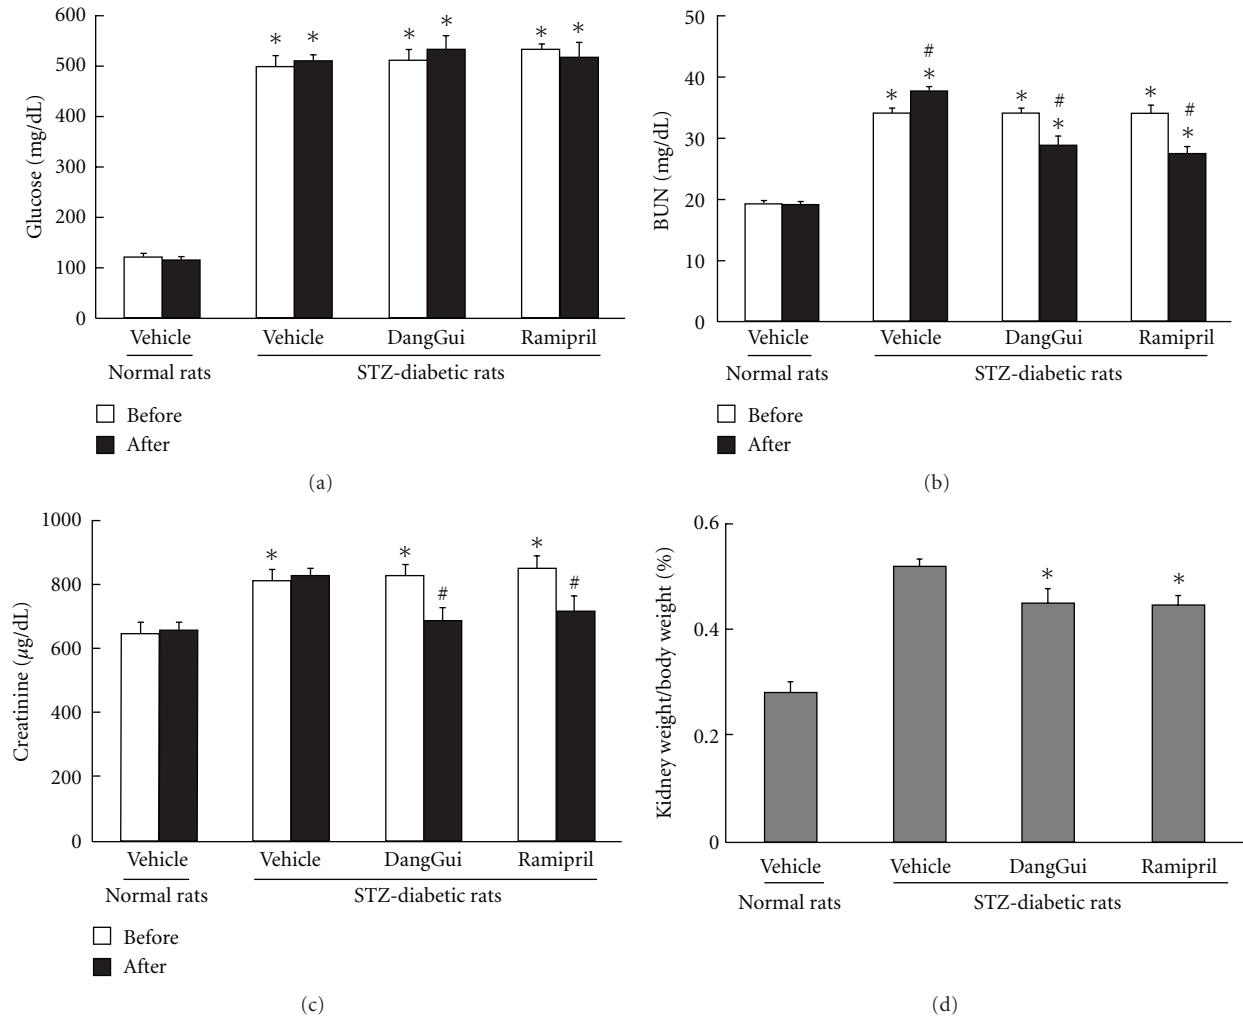 600
500
400
300
200
100
0
Glucose (mg/dL)
* * * * * *
Vehicle Vehicle DangGui Ramipril
Normal rats STZ-diabetic rats
Before
After
(a)
50
40
30
20
10
0
BUN (mg/dL)
# # #
* * * * * *
Vehicle Vehicle DangGui Ramipril
Normal rats STZ-diabetic rats
Before
After
(b)
1000
800
600
400
200
0
Creatinine (μg/dL)
* * # * #
Vehicle Vehicle DangGui Ramipril
Normal rats STZ-diabetic rats
Before
After
(c)
0.6
0.4
0.2
0
Kidney weight/body weight (%)
* *
Vehicle Vehicle DangGui Ramipril
Normal rats STZ-diabetic rats
(d)